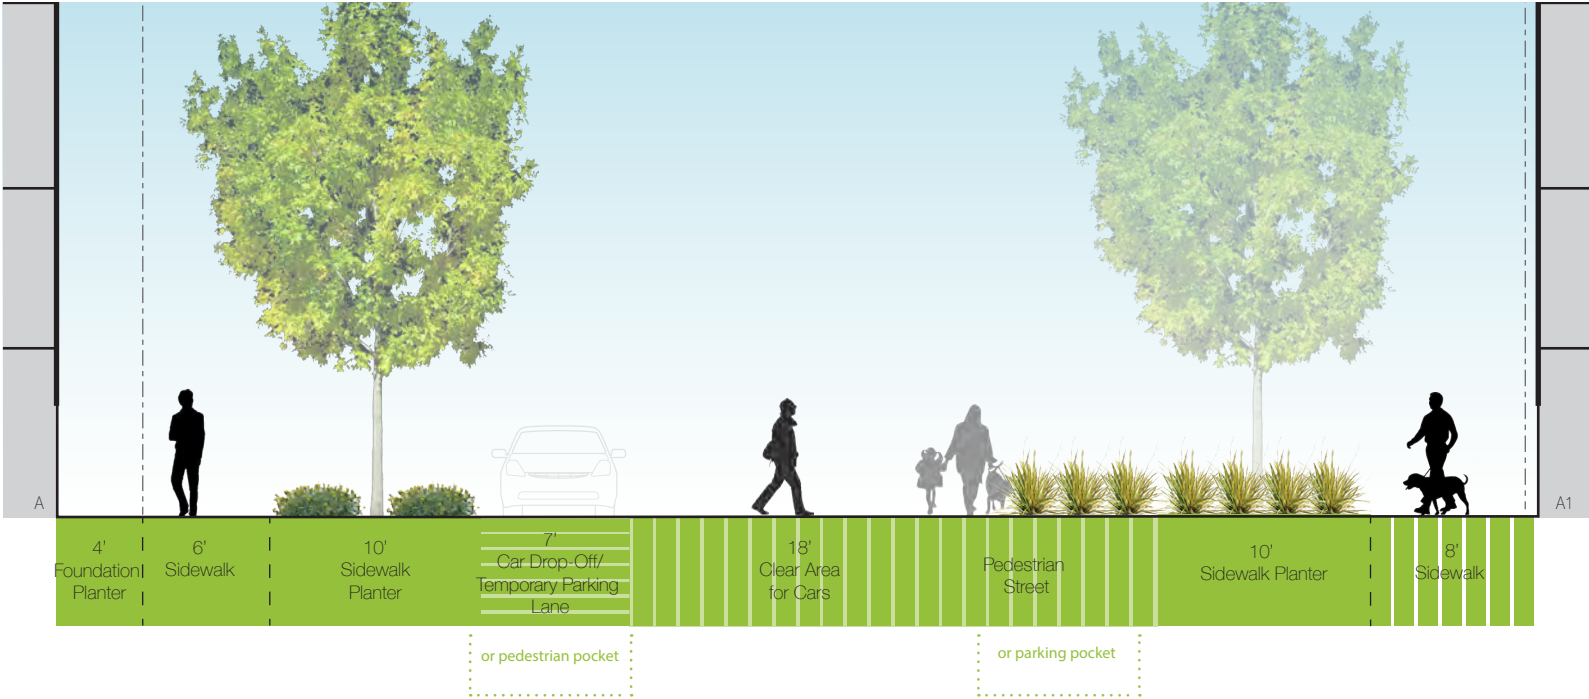 A
A1
4'
Foundation
Planter
6'
Sidewalk
10'
Sidewalk
Planter
7'
Car Drop-Off/
Temporary Parking
Lane
18'
Clear Area
for Cars
Pedestrian
Street
10'
Sidewalk Planter
8'
Sidewalk
or pedestrian pocket
or parking pocket